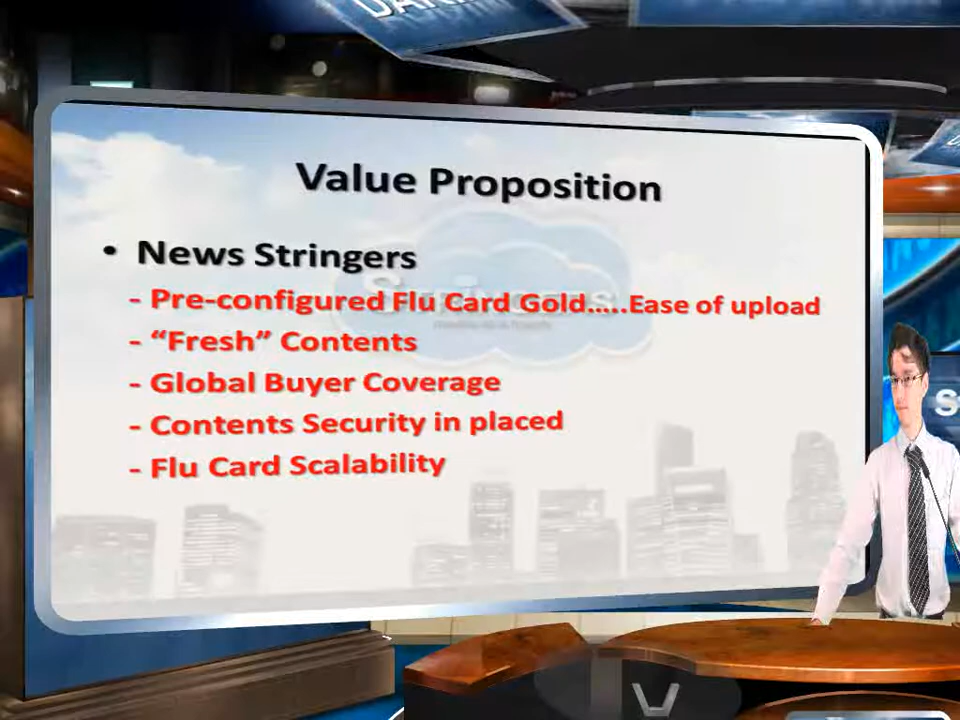 Value Proposition
• News Stringers
- Pre-configured Flu Card Gold.....Ease of upload
- “Fresh” Contents
- Global Buyer Coverage
- Contents Security in placed
- Flu Card Scalability